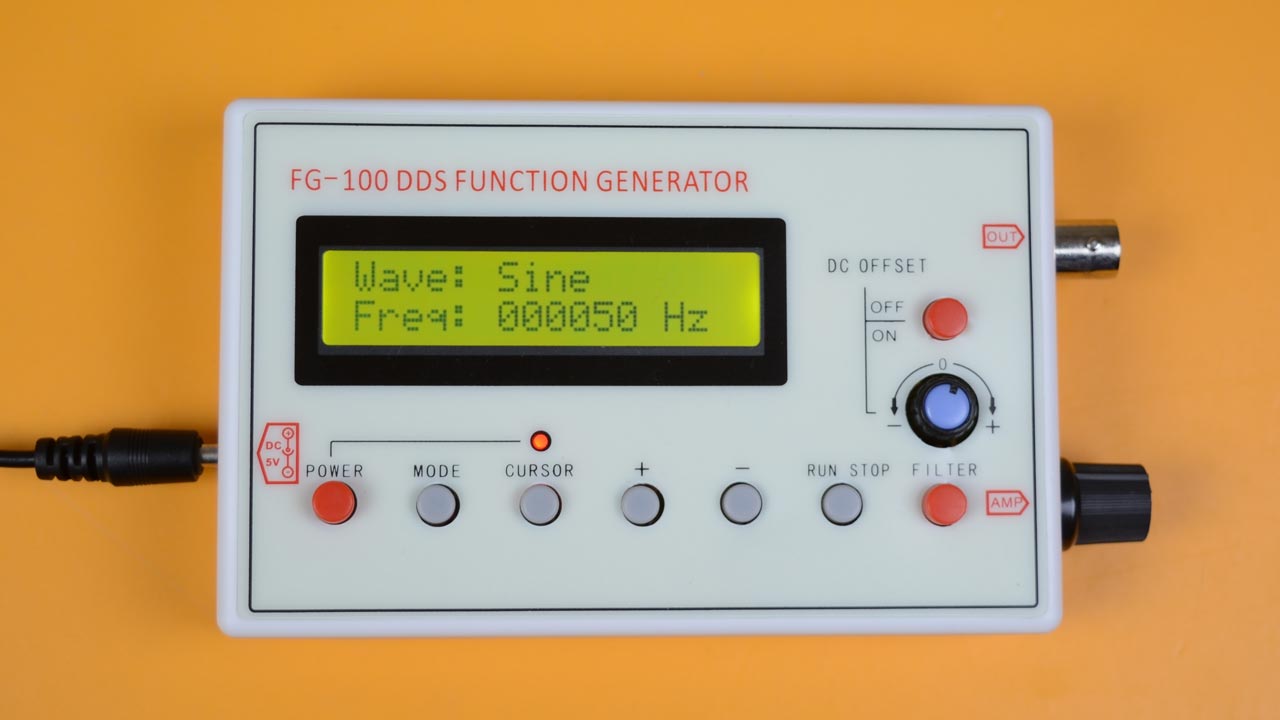 FG-100 DDS FUNCTION GENERATOR
Wave: Sine
Freq: 000050 Hz
OUT
DC OFFSET
OFF
ON
0
- +
DC
5V
POWER MODE CURSOR + - RUN STOP FILTER
AMP